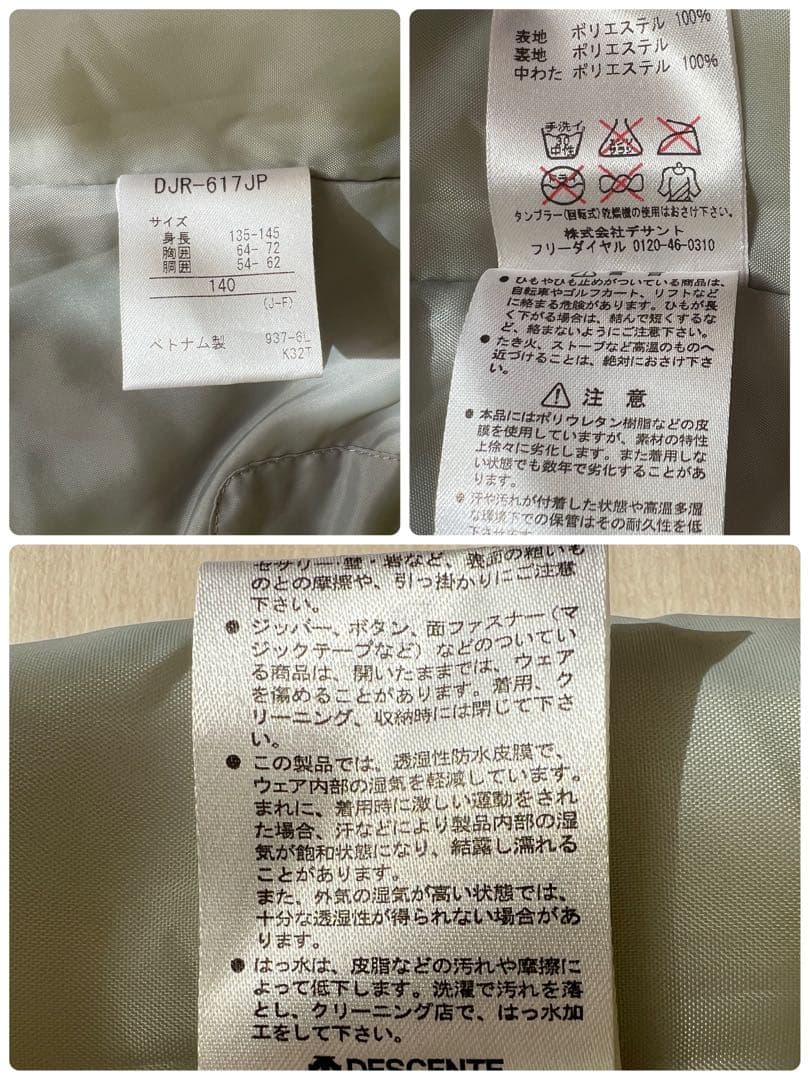 DJR-617JP
サイズ
身長 135-145
胸囲 64- 72
胴囲 54- 62
140
(J-F)
ベトナム製 937-6L
K32T
表地 ポリエステル 100%
裏地 ポリエステル
中わた ポリエステル 100%
手洗イ
30
中性
エンソ
サラシ
ドライ
タンブラー(回転式)乾燥機の使用はおさけ下さい。
株式会社デサント
フリーダイヤル 0120-46-0310
● ひもやひも止めがついている商品は、
自転車やゴルフカート、リフトなど
に絡まる危険があります。ひもが長
く下がる場合は、結んで短くするな
ど、絡まないようにご注意下さい。
● たき火、ストーブなど高温のものへ
近づけることは、絶対におさけ下さ
い。
⚠ 注 意
● 本品にはポリウレタン樹脂などの皮
膜を使用していますが、素材の特性
上徐々に劣化します。また着用しな
い状態でも数年で劣化することがあ
ります。
● 汗や汚れが付着した状態や高温多湿
な環境下での保管はその耐久性を低
下させ
セサリー・壁・岩など、表面の粗いも
のとの摩擦や、引っ掛かりにご注意
下さい。
● ジッパー、ボタン、面ファスナー(マ
ジックテープなど)などのついてい
る商品は、開いたままでは、ウェア
を傷めることがあります。着用、ク
リーニング、収納時には閉じて下さ
い。
● この製品では、透湿性防水皮膜で、
ウェア内部の湿気を軽減しています。
まれに、着用時に激しい運動をされ
た場合、汗などにより製品内部の湿
気が飽和状態になり、結露し濡れる
ことがあります。
また、外気の湿気が高い状態では、
十分な透湿性が得られない場合があ
ります。
● はっ水は、皮脂などの汚れや摩擦に
よって低下します。洗濯で汚れを落
とし、クリーニング店で、はっ水加
工をして下さい。
DESCENTE